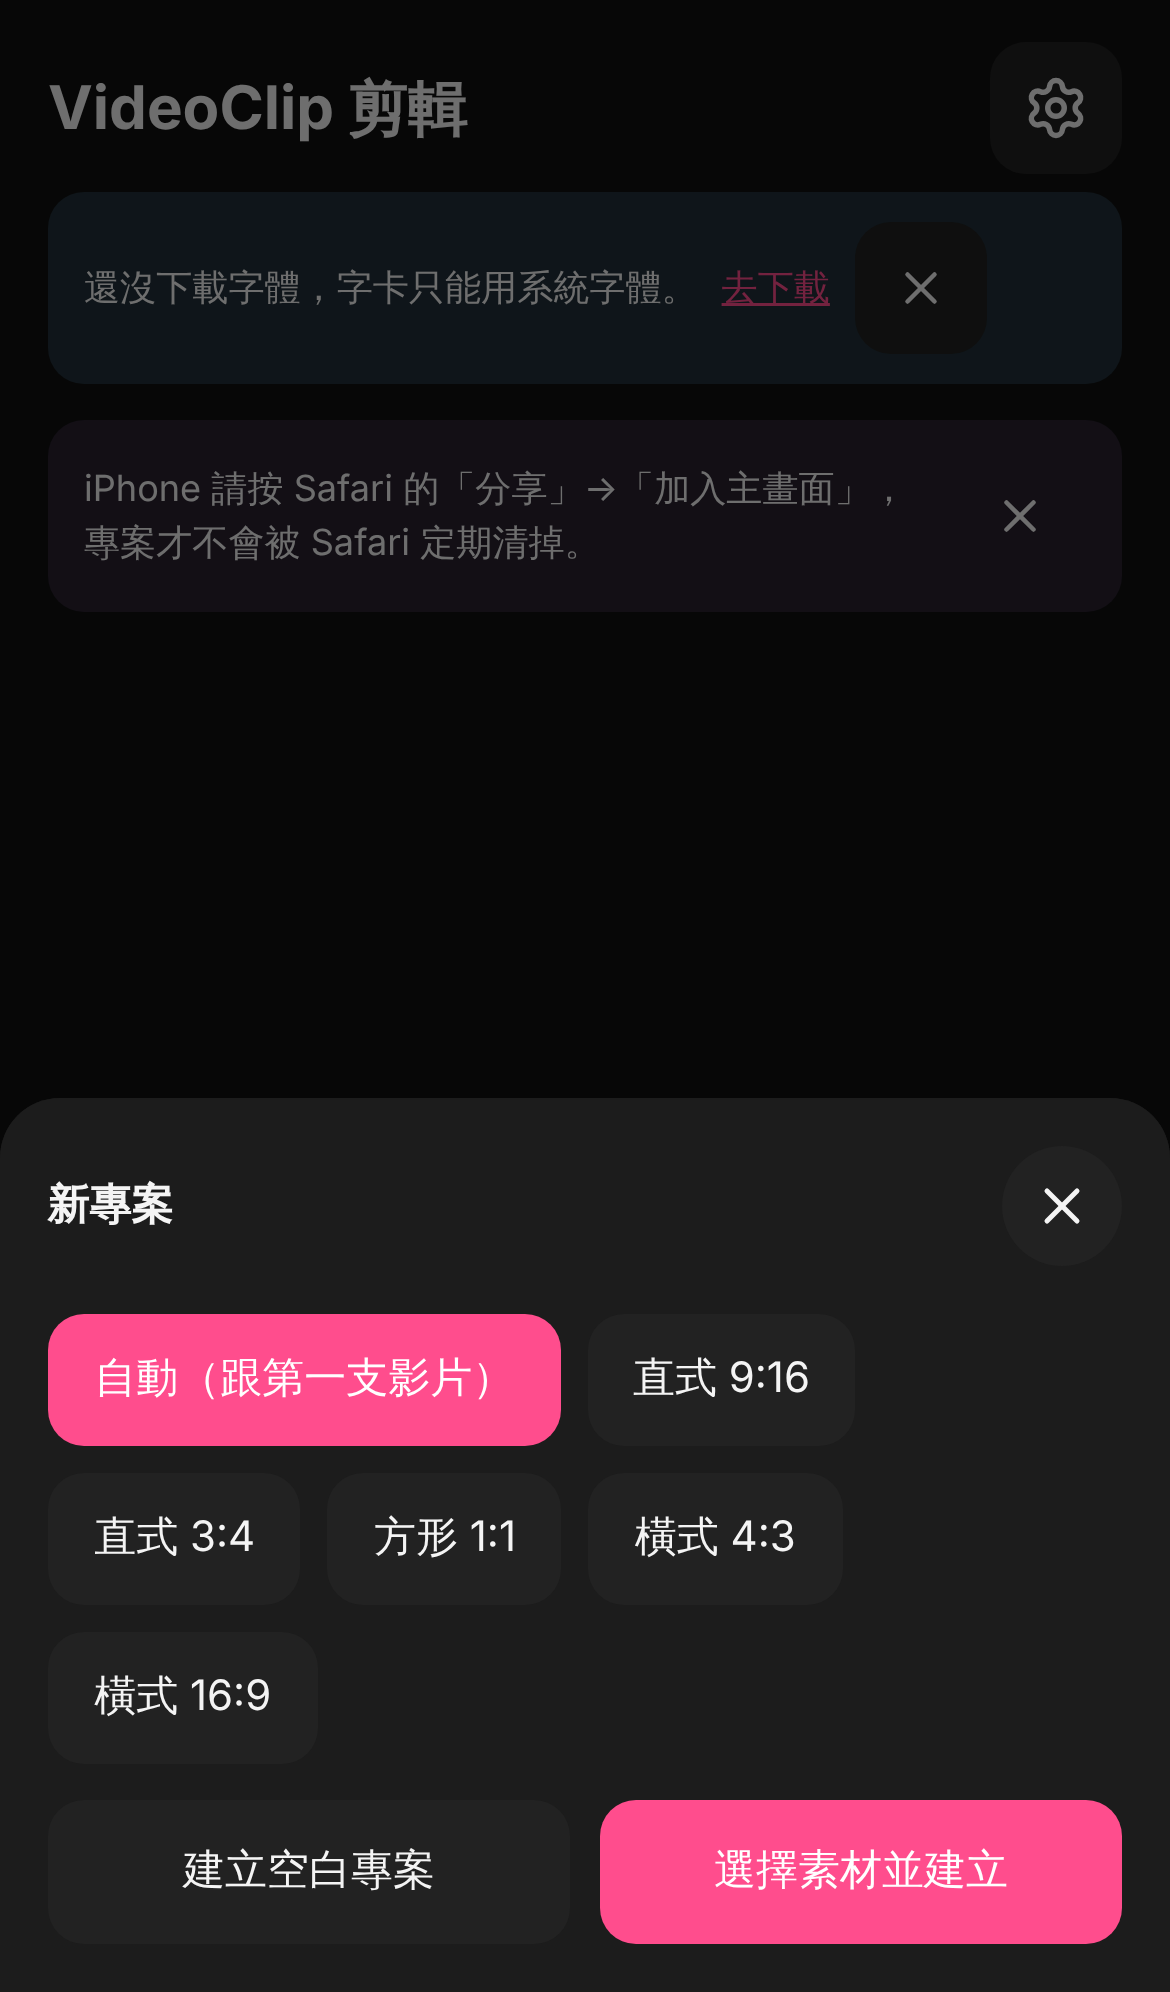 VideoClip 剪輯
還沒下載字體，字卡只能用系統字體。 去下載
iPhone 請按 Safari 的「分享」→「加入主畫面」，
專案才不會被 Safari 定期清掉。
新專案
自動（跟第一支影片） 直式 9:16
直式 3:4 方形 1:1 橫式 4:3
橫式 16:9
建立空白專案 選擇素材並建立